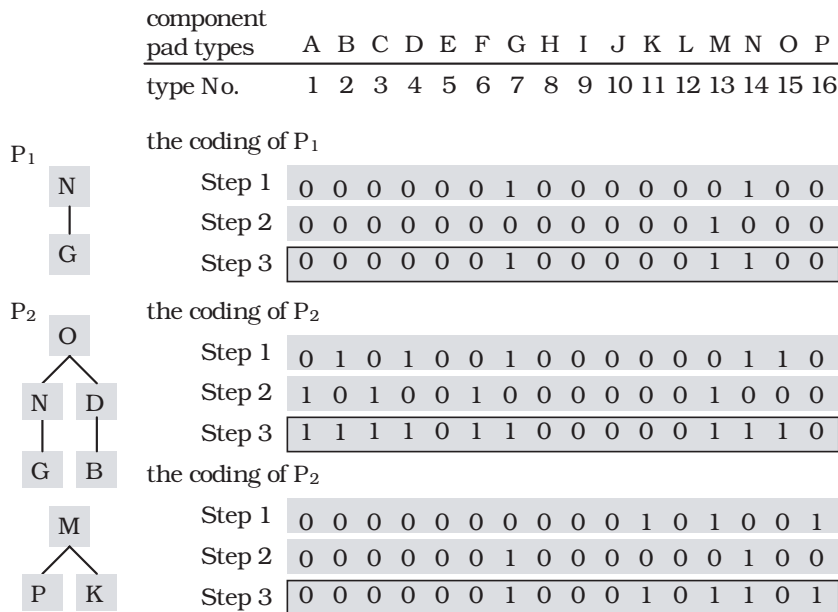 component
pad types A B C D E F G H I J K L M N O P
type No. 1 2 3 4 5 6 7 8 9 10 11 12 13 14 15 16
P₁
the coding of P₁
N
Step 1 0 0 0 0 0 0 1 0 0 0 0 0 0 1 0 0
Step 2 0 0 0 0 0 0 0 0 0 0 0 0 1 0 0 0
G
Step 3 0 0 0 0 0 0 1 0 0 0 0 0 1 1 0 0
P₂
the coding of P₂
O
Step 1 0 1 0 1 0 0 1 0 0 0 0 0 0 1 1 0
N D
Step 2 1 0 1 0 0 1 0 0 0 0 0 0 1 0 0 0
Step 3 1 1 1 1 0 1 1 0 0 0 0 0 1 1 1 0
G B
the coding of P₂
M
Step 1 0 0 0 0 0 0 0 0 0 0 1 0 1 0 0 1
Step 2 0 0 0 0 0 0 1 0 0 0 0 0 0 1 0 0
P K
Step 3 0 0 0 0 0 0 1 0 0 0 1 0 1 1 0 1